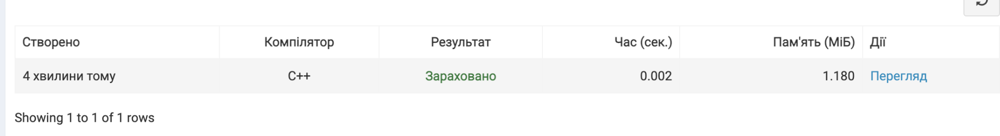 Створено Компілятор Результат Час (сек.) Пам'ять (МіБ) Дії
4 хвилини тому C++ Зараховано 0.002 1.180 Перегляд
Showing 1 to 1 of 1 rows